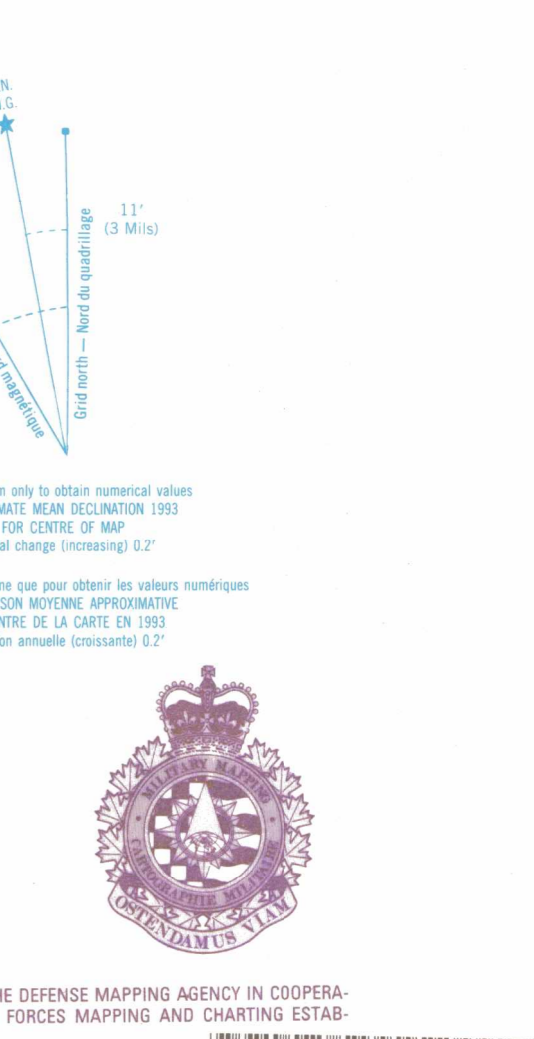 N.
.G.
11′
(3 Mils)
Grid north — Nord du quadrillage
d magnétique
n only to obtain numerical values
MATE MEAN DECLINATION 1993
FOR CENTRE OF MAP
al change (increasing) 0.2′
ne que pour obtenir les valeurs numériques
SON MOYENNE APPROXIMATIVE
NTRE DE LA CARTE EN 1993
on annuelle (croissante) 0.2′
MILITARY MAPPING
CARTOGRAPHIE MILITAIRE
OSTENDAMUS VIAM
HE DEFENSE MAPPING AGENCY IN COOPERA-
FORCES MAPPING AND CHARTING ESTAB-